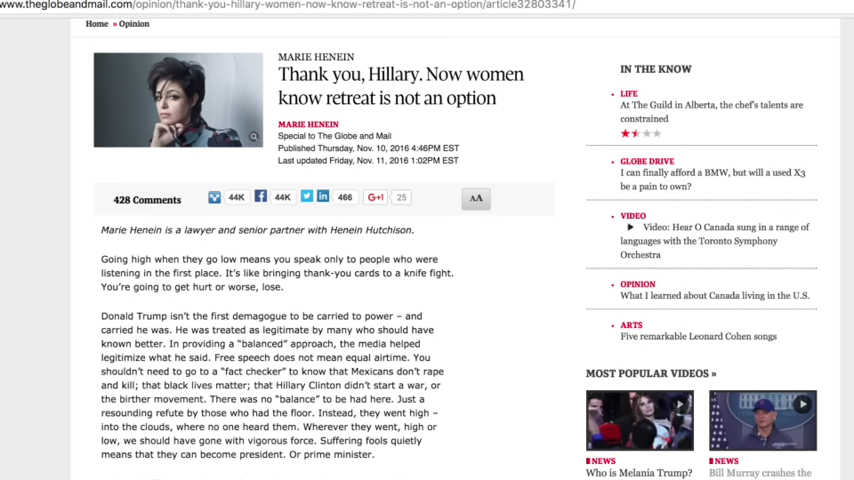 www.theglobeandmail.com/opinion/thank-you-hillary-women-now-know-retreat-is-not-an-option/article32803341/
Home » Opinion
MARIE HENEIN
Thank you, Hillary. Now women
know retreat is not an option
MARIE HENEIN
Special to The Globe and Mail
Published Thursday, Nov. 10, 2016 4:46PM EST
Last updated Friday, Nov. 11, 2016 1:02PM EST
428 Comments
44K
44K
466
G+1
25
AA
Marie Henein is a lawyer and senior partner with Henein Hutchison.
Going high when they go low means you speak only to people who were
listening in the first place. It's like bringing thank-you cards to a knife fight.
You're going to get hurt or worse, lose.
Donald Trump isn't the first demagogue to be carried to power – and
carried he was. He was treated as legitimate by many who should have
known better. In providing a "balanced" approach, the media helped
legitimize what he said. Free speech does not mean equal airtime. You
shouldn't need to go to a "fact checker" to know that Mexicans don't rape
and kill; that black lives matter; that Hillary Clinton didn't start a war, or
the birther movement. There was no "balance" to be had here. Just a
resounding refute by those who had the floor. Instead, they went high –
into the clouds, where no one heard them. Wherever they went, high or
low, we should have gone with vigorous force. Suffering fools quietly
means that they can become president. Or prime minister.
IN THE KNOW
LIFE
At The Guild in Alberta, the chef's talents are
constrained
GLOBE DRIVE
I can finally afford a BMW, but will a used X3
be a pain to own?
VIDEO
Video: Hear O Canada sung in a range of
languages with the Toronto Symphony
Orchestra
OPINION
What I learned about Canada living in the U.S.
ARTS
Five remarkable Leonard Cohen songs
MOST POPULAR VIDEOS »
NEWS
Who is Melania Trump?
NEWS
Bill Murray crashes the